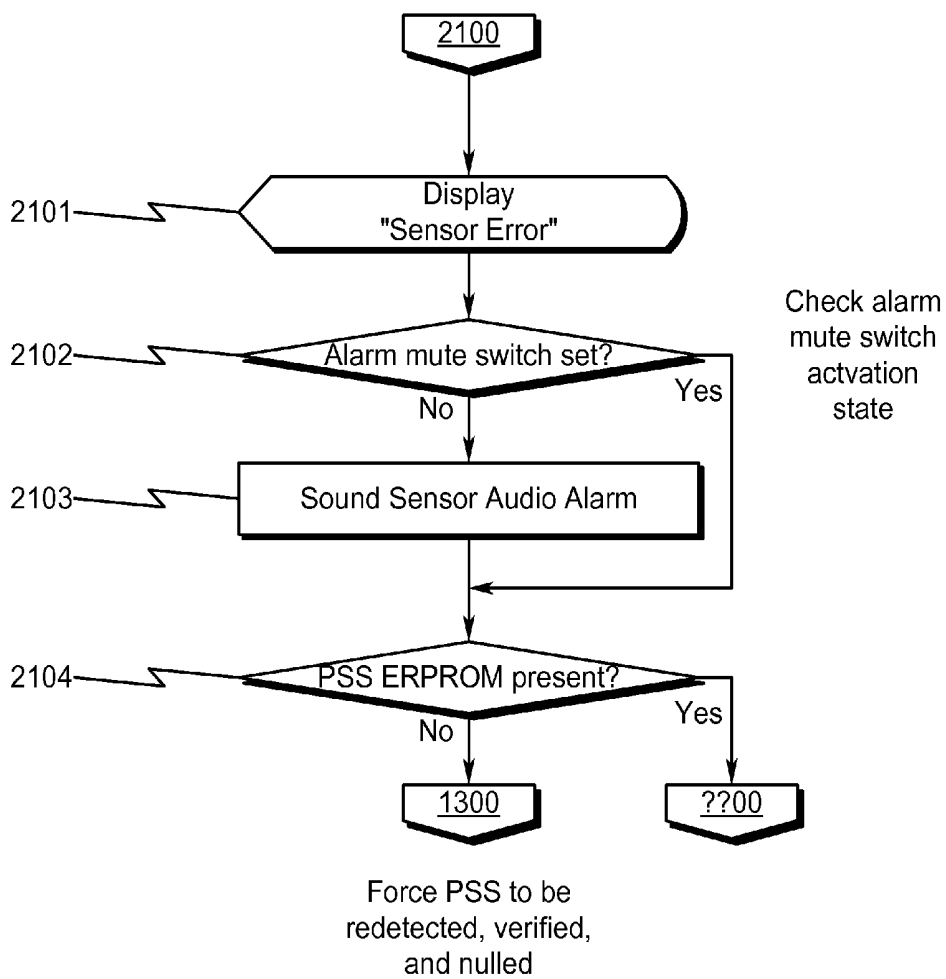 2100
2101
Display
"Sensor Error"
Check alarm
mute switch
actvation
state
2102
Alarm mute switch set?
Yes
No
2103
Sound Sensor Audio Alarm
2104
PSS ERPROM present?
Yes
No
1300
??00
Force PSS to be
redetected, verified,
and nulled